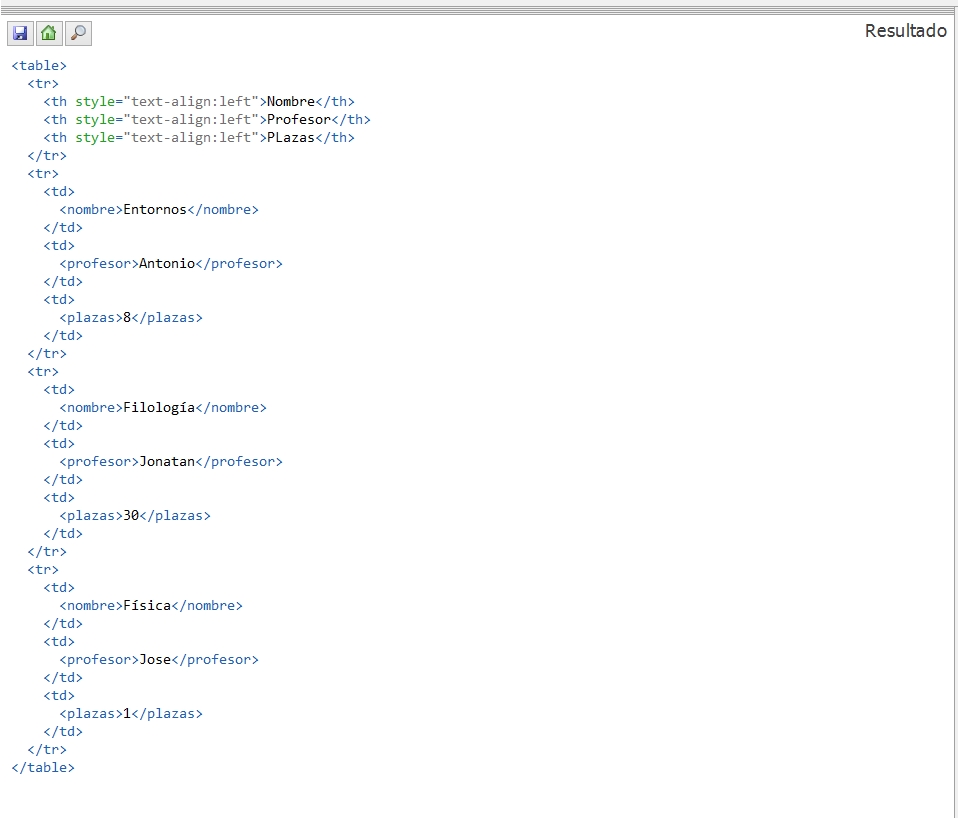 Resultado
<table>
  <tr>
    <th style="text-align:left">Nombre</th>
    <th style="text-align:left">Profesor</th>
    <th style="text-align:left">PLazas</th>
  </tr>
  <tr>
    <td>
      <nombre>Entornos</nombre>
    </td>
    <td>
      <profesor>Antonio</profesor>
    </td>
    <td>
      <plazas>8</plazas>
    </td>
  </tr>
  <tr>
    <td>
      <nombre>Filología</nombre>
    </td>
    <td>
      <profesor>Jonatan</profesor>
    </td>
    <td>
      <plazas>30</plazas>
    </td>
  </tr>
  <tr>
    <td>
      <nombre>Física</nombre>
    </td>
    <td>
      <profesor>Jose</profesor>
    </td>
    <td>
      <plazas>1</plazas>
    </td>
  </tr>
</table>